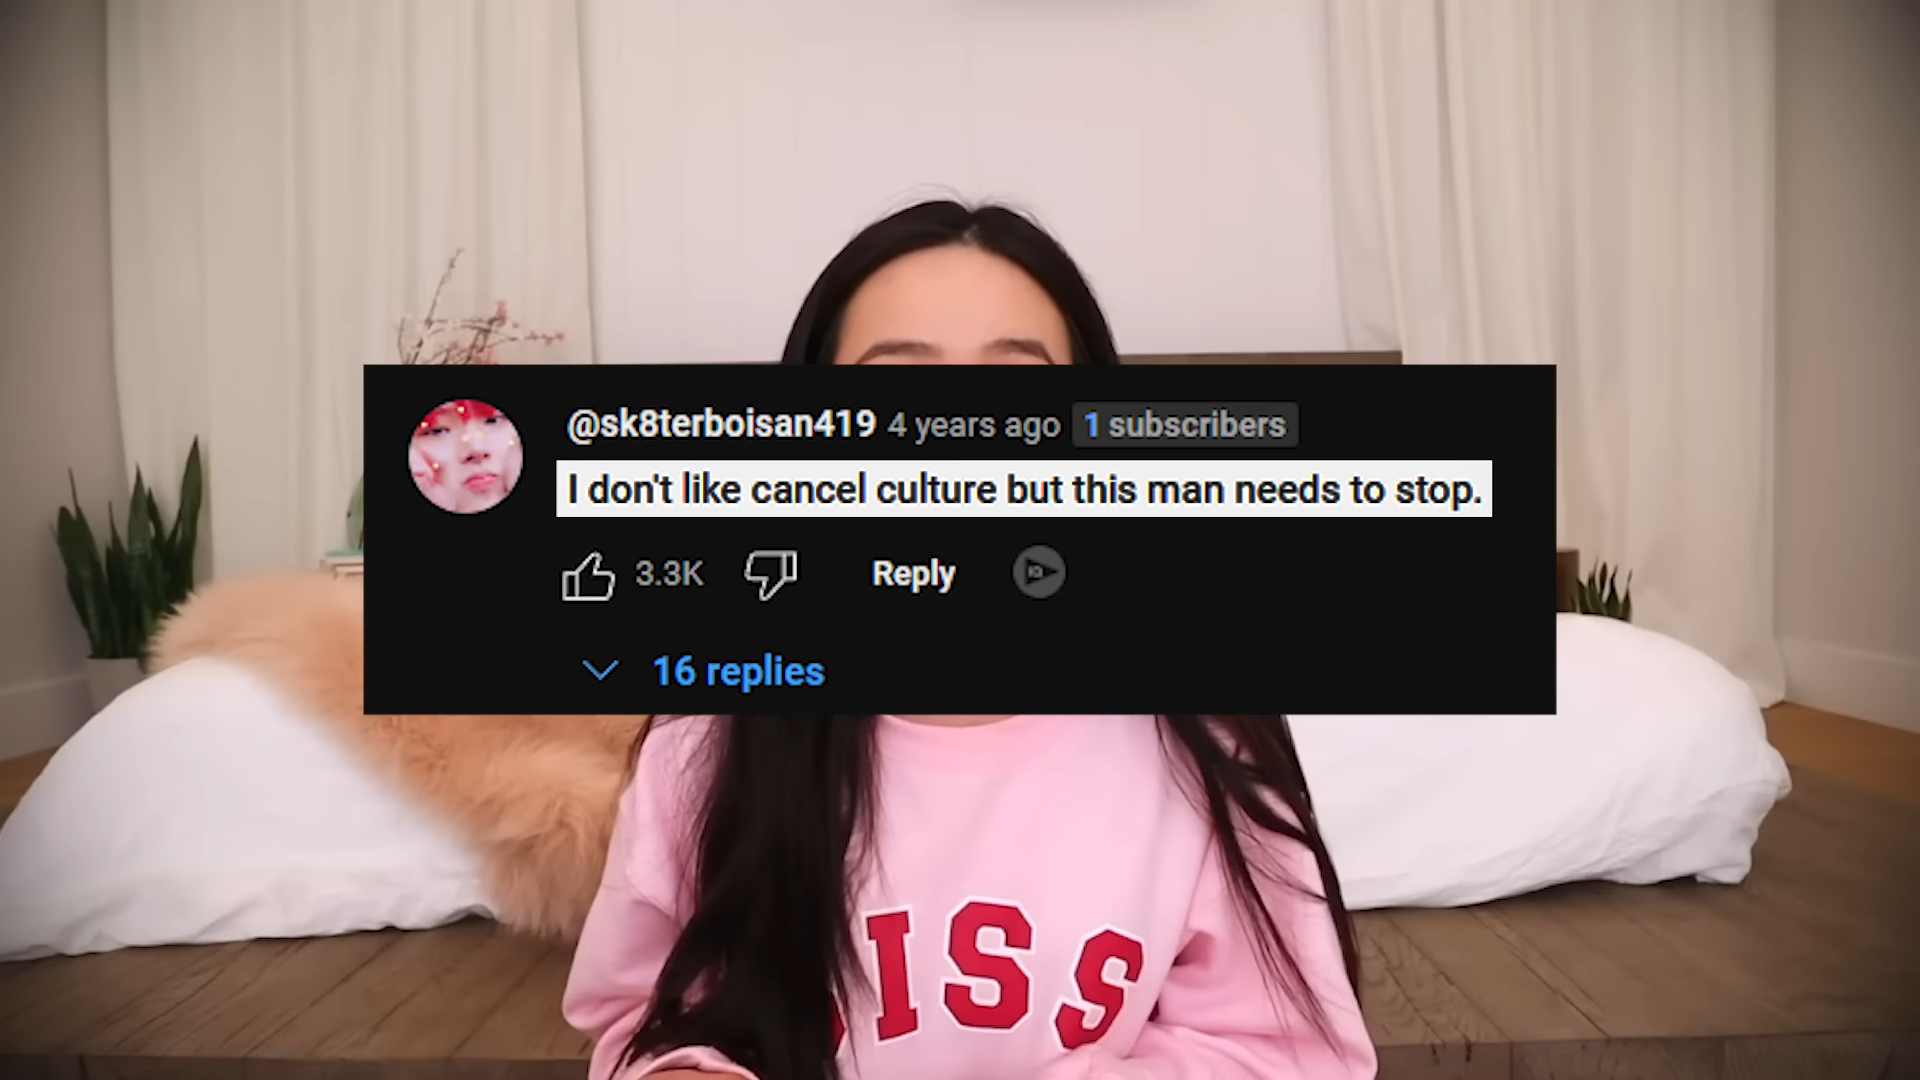 @sk8terboisan419 4 years ago 1 subscribers
I don't like cancel culture but this man needs to stop.
3.3K Reply
16 replies
ISS